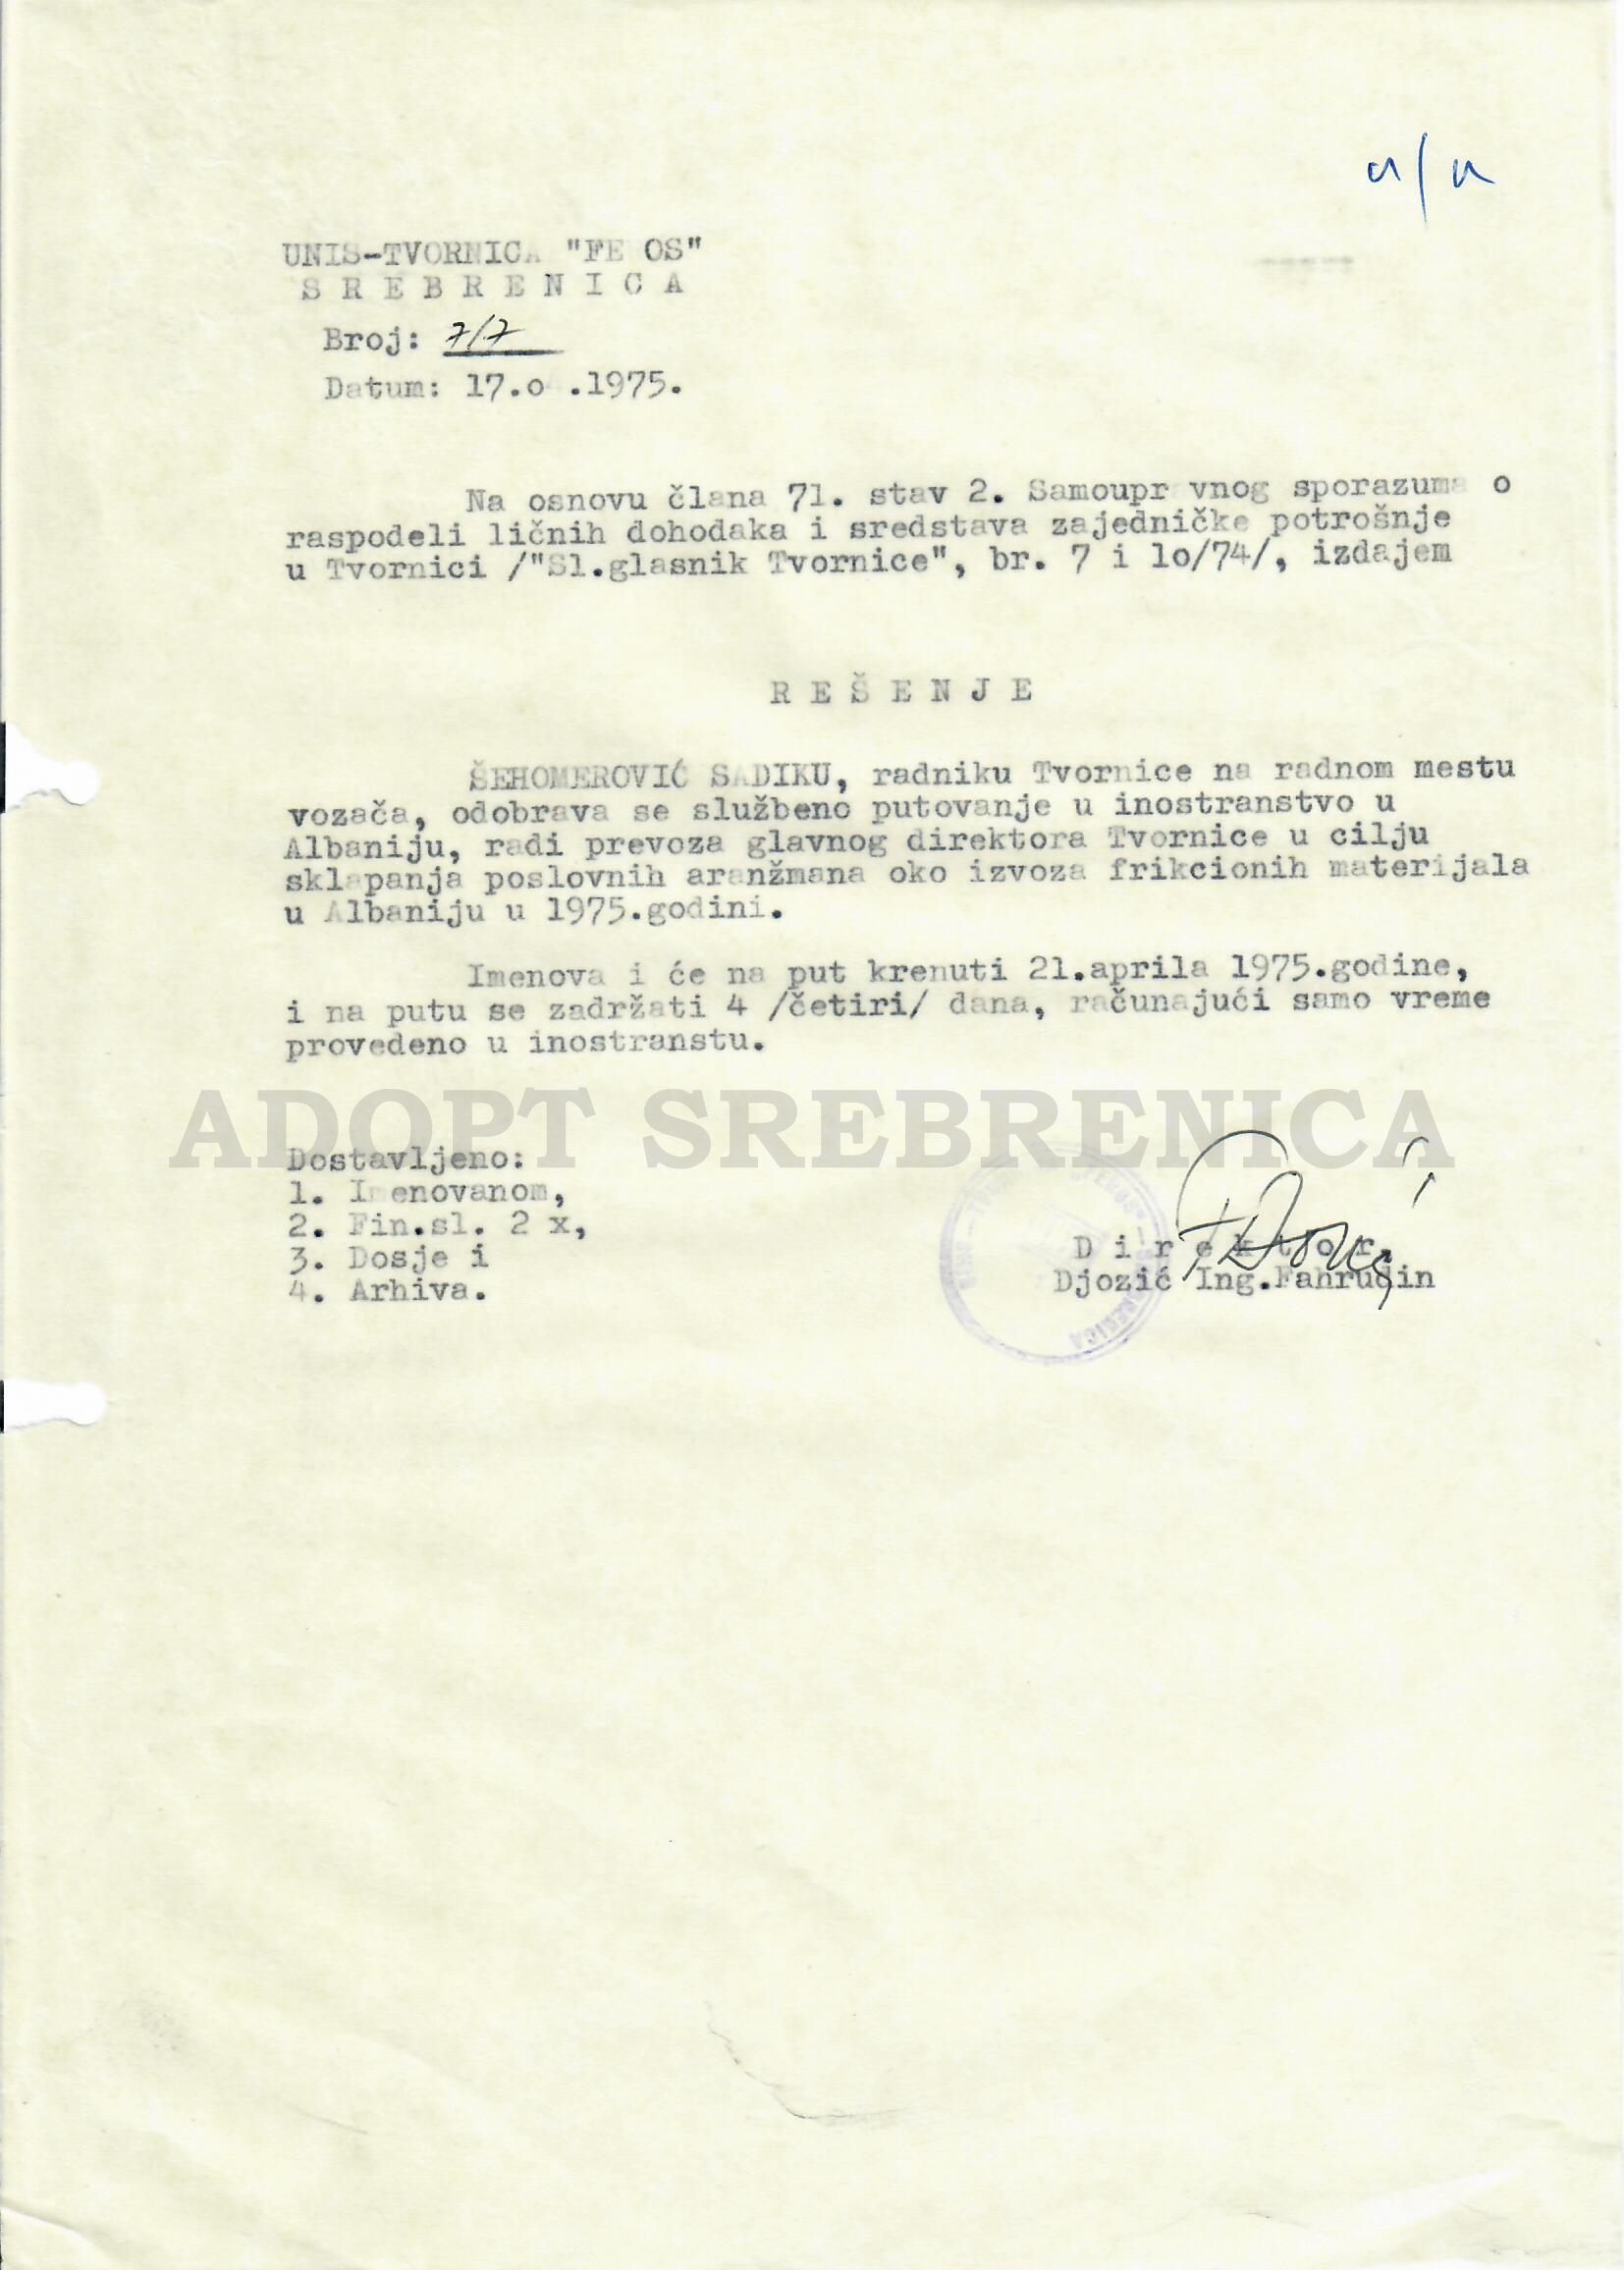 a/a
UNIS-TVORNICA "FE OS"
S R E B R E N I C A
Broj: 7/7
Datum: 17.o .1975.
Na osnovu člana 71. stav 2. Samoupr vnog sporazuma o
raspodeli ličnih dohodaka i sredstava zajedničke potrošnje
u Tvornici /"Sl.glasnik Tvornice", br. 7 i lo/74/, izdajem
R E Š E N J E
ŠEHOMEROVIĆ SADIKU, radniku Tvornice na radnom mestu
vozača, odobrava se službeno putovanje u inostranstvo u
Albaniju, radi prevoza glavnog direktora Tvornice u cilju
sklapanja poslovnih aranžmana oko izvoza frikcionih materijala
u Albaniju u 1975.godini.
Imenova i će na put krenuti 21.aprila 1975.godine,
i na putu se zadržati 4 /četiri/ dana, računajući samo vreme
provedeno u inostranstu.
ADOPT SREBRENICA
Dostavljeno:
1. Imenovanom,
2. Fin.sl. 2 x,
3. Dosje i
4. Arhiva.
D i r e k t o r,
Djozić Ing.Fahrudin